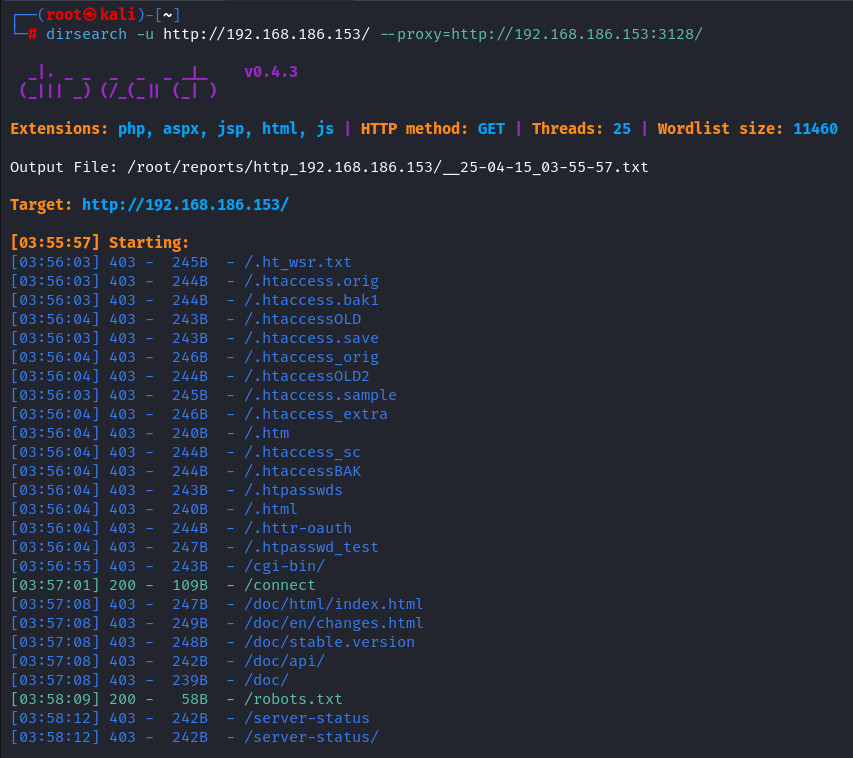 ┌──(root㉿kali)-[~]
└─# dirsearch -u http://192.168.186.153/ --proxy=http://192.168.186.153:3128/
  _|. _ _  _  _  _ _|_    v0.4.3
 (_||| _) (/_(_|| (_| )
Extensions: php, aspx, jsp, html, js | HTTP method: GET | Threads: 25 | Wordlist size: 11460
Output File: /root/reports/http_192.168.186.153/__25-04-15_03-55-57.txt
Target: http://192.168.186.153/
[03:55:57] Starting:
[03:56:03] 403 -  245B  - /.ht_wsr.txt
[03:56:03] 403 -  244B  - /.htaccess.orig
[03:56:03] 403 -  244B  - /.htaccess.bak1
[03:56:04] 403 -  243B  - /.htaccessOLD
[03:56:03] 403 -  243B  - /.htaccess.save
[03:56:04] 403 -  246B  - /.htaccess_orig
[03:56:04] 403 -  244B  - /.htaccessOLD2
[03:56:03] 403 -  245B  - /.htaccess.sample
[03:56:04] 403 -  246B  - /.htaccess_extra
[03:56:04] 403 -  240B  - /.htm
[03:56:04] 403 -  244B  - /.htaccess_sc
[03:56:04] 403 -  244B  - /.htaccessBAK
[03:56:04] 403 -  243B  - /.htpasswds
[03:56:04] 403 -  240B  - /.html
[03:56:04] 403 -  244B  - /.httr-oauth
[03:56:04] 403 -  247B  - /.htpasswd_test
[03:56:55] 403 -  243B  - /cgi-bin/
[03:57:01] 200 -  109B  - /connect
[03:57:08] 403 -  247B  - /doc/html/index.html
[03:57:08] 403 -  249B  - /doc/en/changes.html
[03:57:08] 403 -  248B  - /doc/stable.version
[03:57:08] 403 -  242B  - /doc/api/
[03:57:08] 403 -  239B  - /doc/
[03:58:09] 200 -   58B  - /robots.txt
[03:58:12] 403 -  242B  - /server-status
[03:58:12] 403 -  242B  - /server-status/